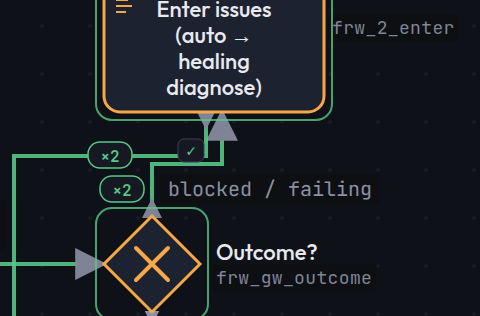 Enter issues
(auto →
healing
diagnose)
frw_2_enter
×2
✓
×2
blocked / failing
Outcome?
frw_gw_outcome